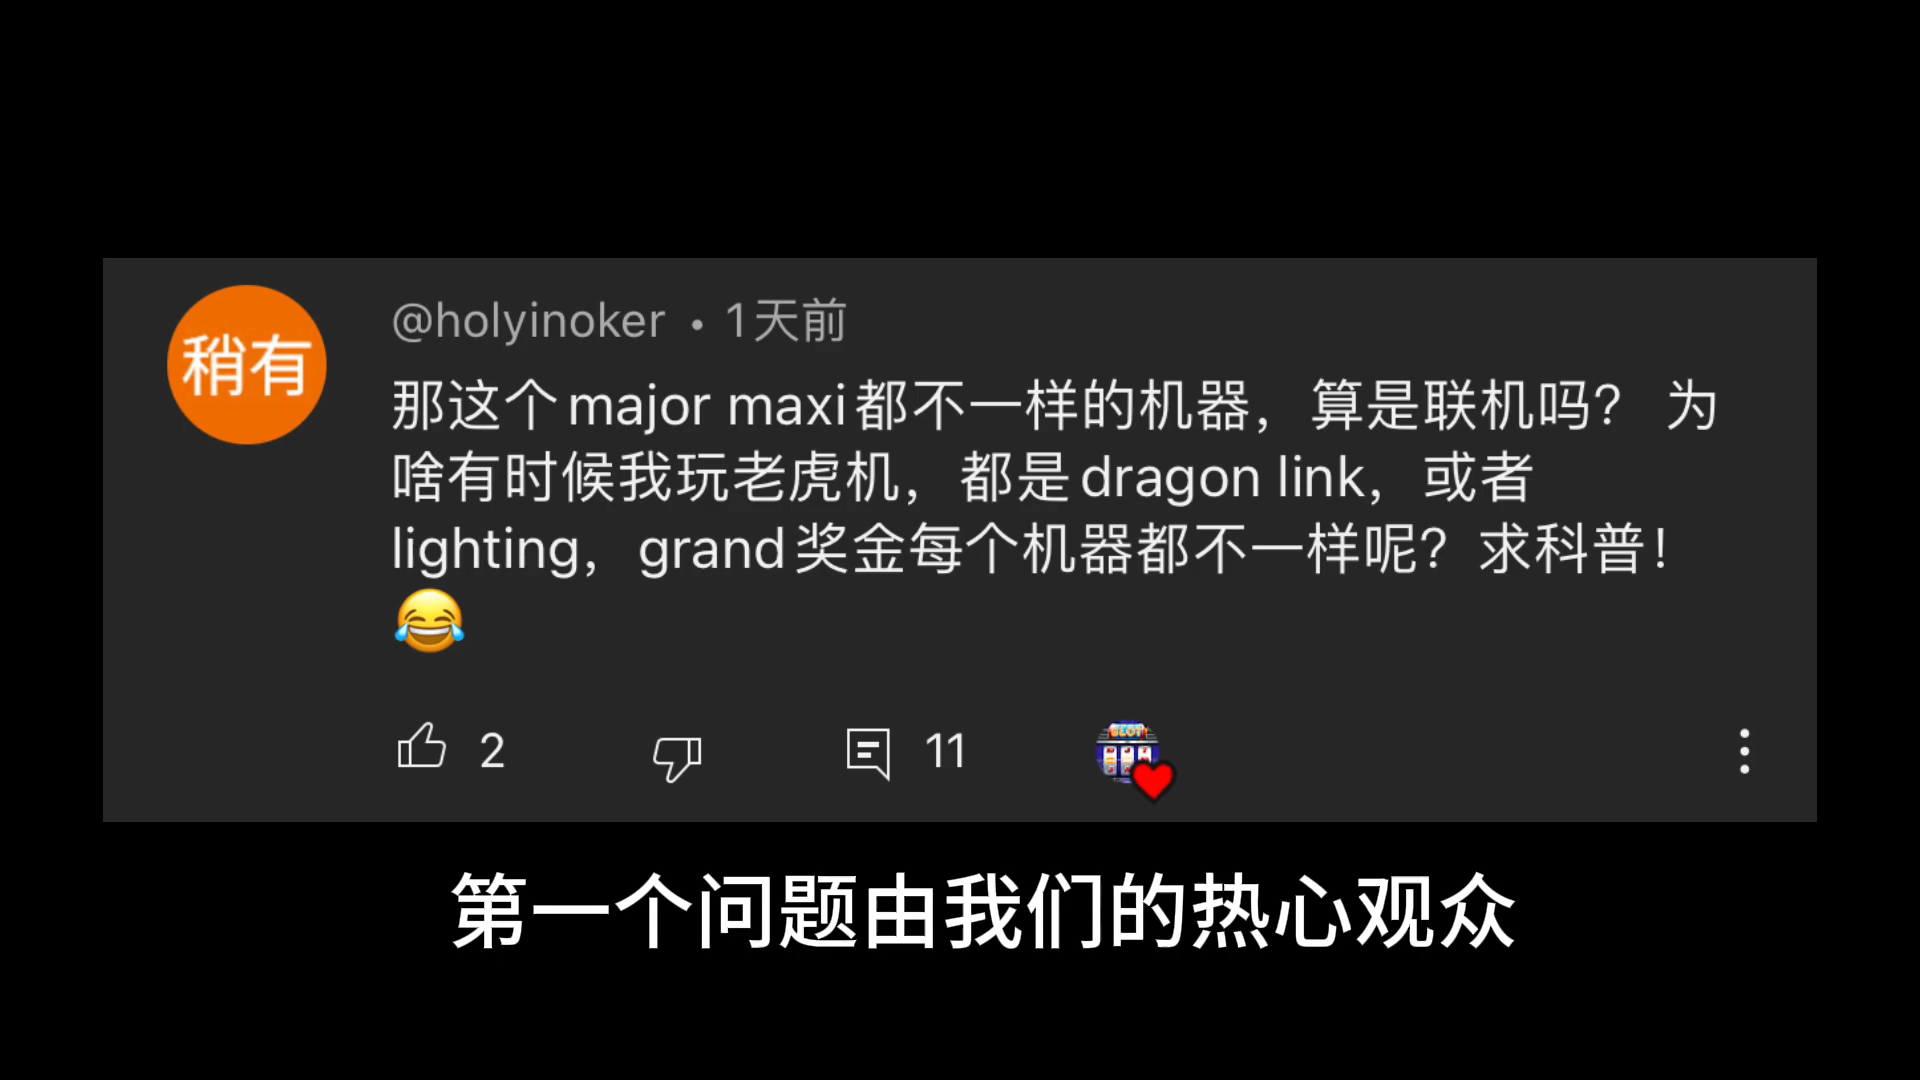 稍有
@holyinoker • 1天前
那这个major maxi都不一样的机器，算是联机吗？ 为
啥有时候我玩老虎机，都是dragon link，或者
lighting，grand奖金每个机器都不一样呢？求科普！
😂
2 11
SLOT
第一个问题由我们的热心观众